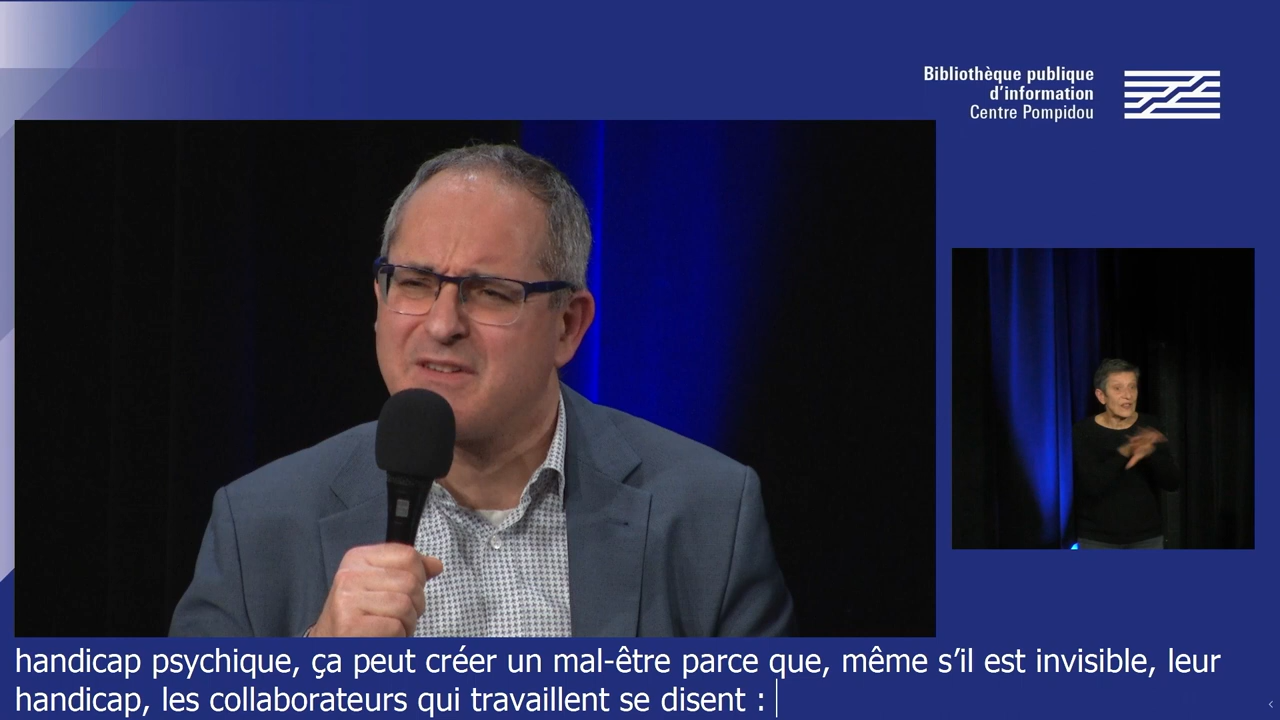 Bibliothèque publique
d'information
Centre Pompidou
handicap psychique, ça peut créer un mal-être parce que, même s’il est invisible, leur
handicap, les collaborateurs qui travaillent se disent :